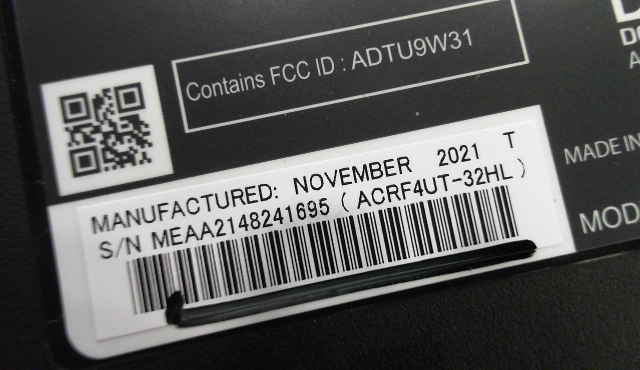 Contains FCC ID : ADTU9W31
MADE IN
MANUFACTURED: NOVEMBER 2021 T
S/N MEAA2148241695 ( ACRF4UT-32HL )
MOD